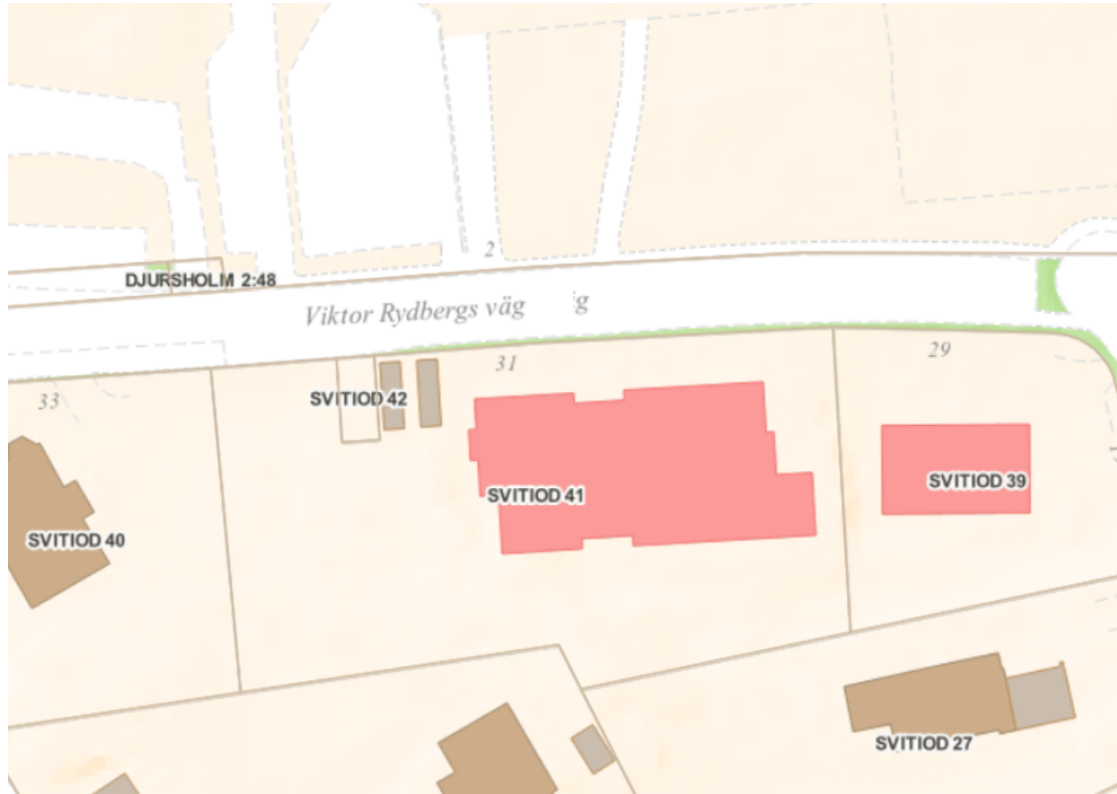 2
DJURSHOLM 2:48
Viktor Rydbergs väg
g
31
29
33
SVITIOD 42
SVITIOD 39
SVITIOD 41
SVITIOD 40
SVITIOD 27